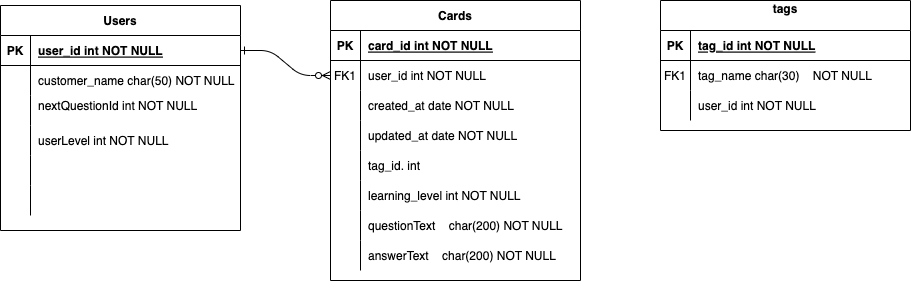 Users
PK user_id int NOT NULL
customer_name char(50) NOT NULL
nextQuestionId int NOT NULL
userLevel int NOT NULL
Cards
PK card_id int NOT NULL
FK1 user_id int NOT NULL
created_at date NOT NULL
updated_at date NOT NULL
tag_id. int
learning_level int NOT NULL
questionText char(200) NOT NULL
answerText char(200) NOT NULL
tags
PK tag_id int NOT NULL
FK1 tag_name char(30) NOT NULL
user_id int NOT NULL